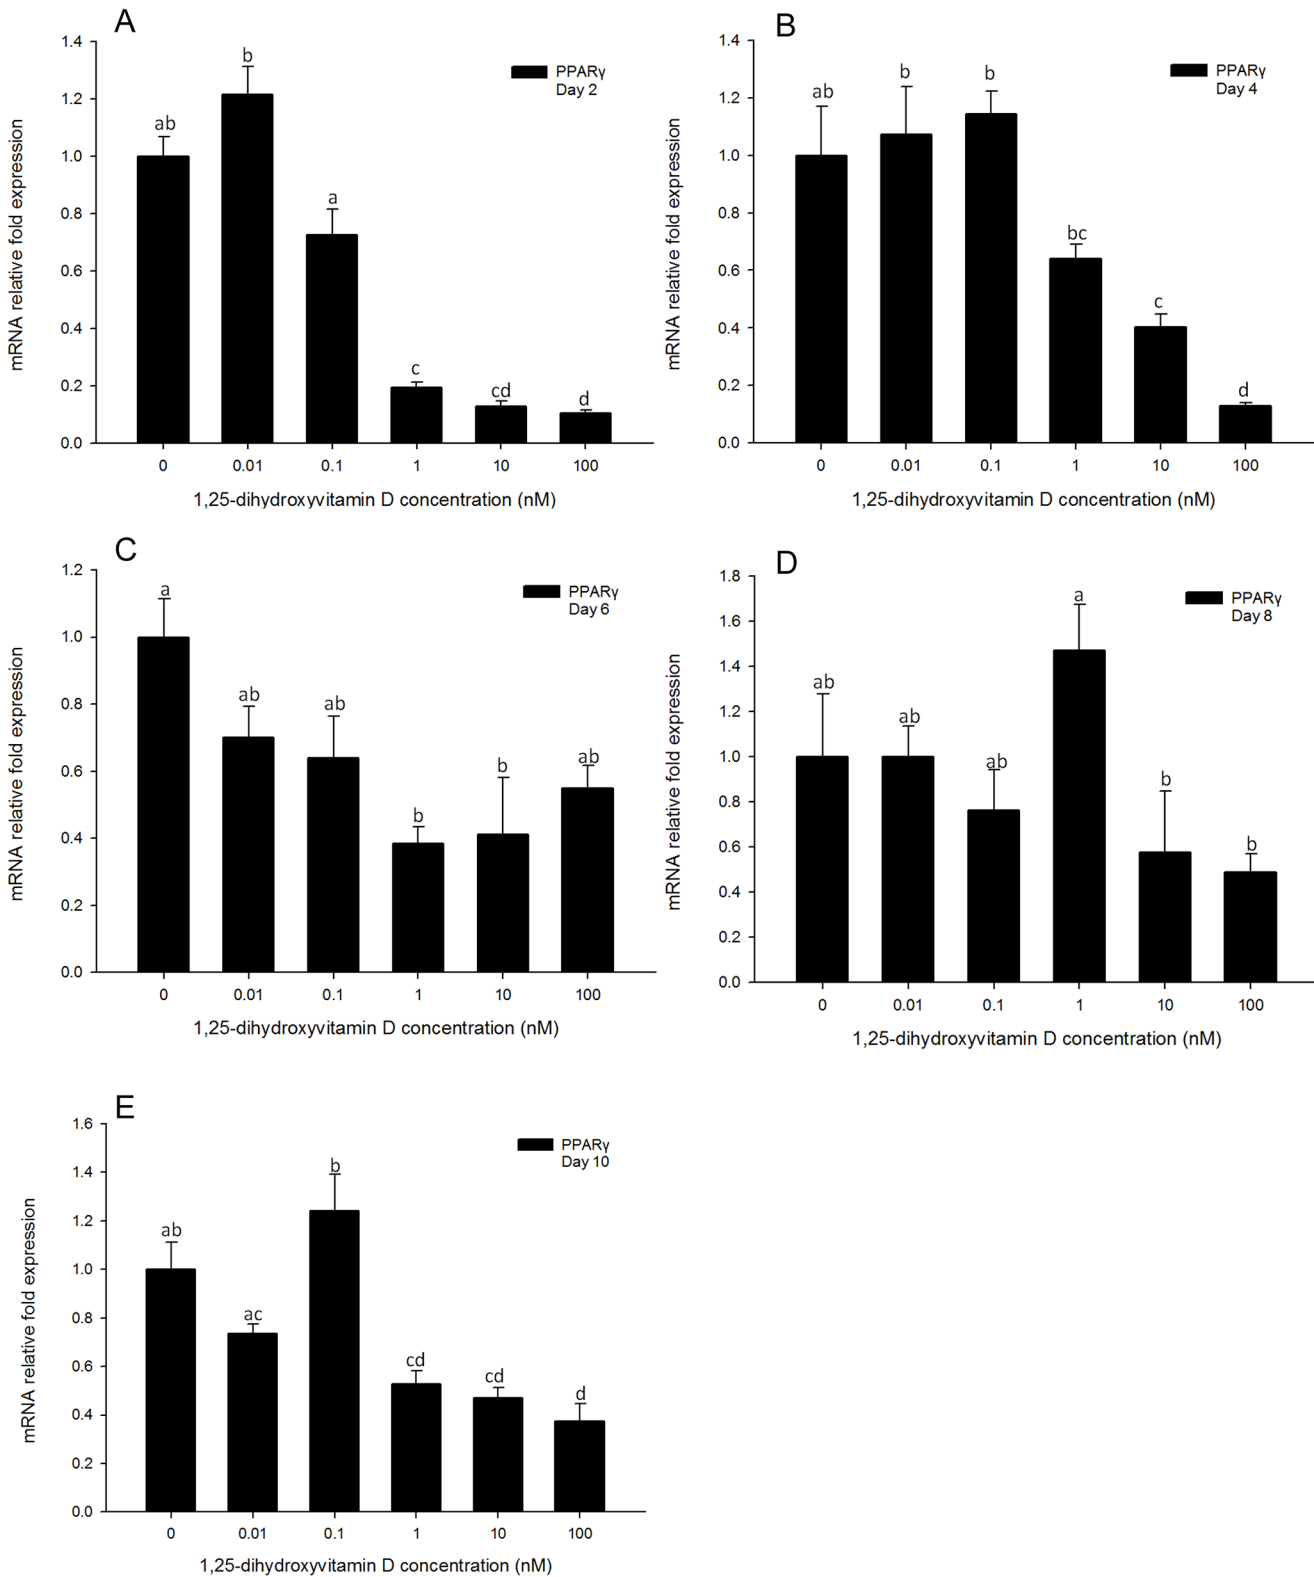 A
1.4
1.2
1.0
0.8
0.6
0.4
0.2
0.0
mRNA relative fold expression
PPARγ
Day 2
ab
b
a
c
cd
d
0 0.01 0.1 1 10 100
1,25-dihydroxyvitamin D concentration (nM)
B
1.4
1.2
1.0
0.8
0.6
0.4
0.2
0.0
mRNA relative fold expression
PPARγ
Day 4
ab
b
b
bc
c
d
0 0.01 0.1 1 10 100
1,25-dihydroxyvitamin D concentration (nM)
C
1.2
1.0
0.8
0.6
0.4
0.2
0.0
mRNA relative fold expression
PPARγ
Day 6
a
ab
ab
b
b
ab
0 0.01 0.1 1 10 100
1,25-dihydroxyvitamin D concentration (nM)
D
1.8
1.6
1.4
1.2
1.0
0.8
0.6
0.4
0.2
0.0
mRNA relative fold expression
PPARγ
Day 8
ab
ab
ab
a
b
b
0 0.01 0.1 1 10 100
1,25-dihydroxyvitamin D concentration (nM)
E
1.6
1.4
1.2
1.0
0.8
0.6
0.4
0.2
0.0
mRNA relative fold expression
PPARγ
Day 10
ab
ac
b
cd
cd
d
0 0.01 0.1 1 10 100
1,25-dihydroxyvitamin D concentration (nM)